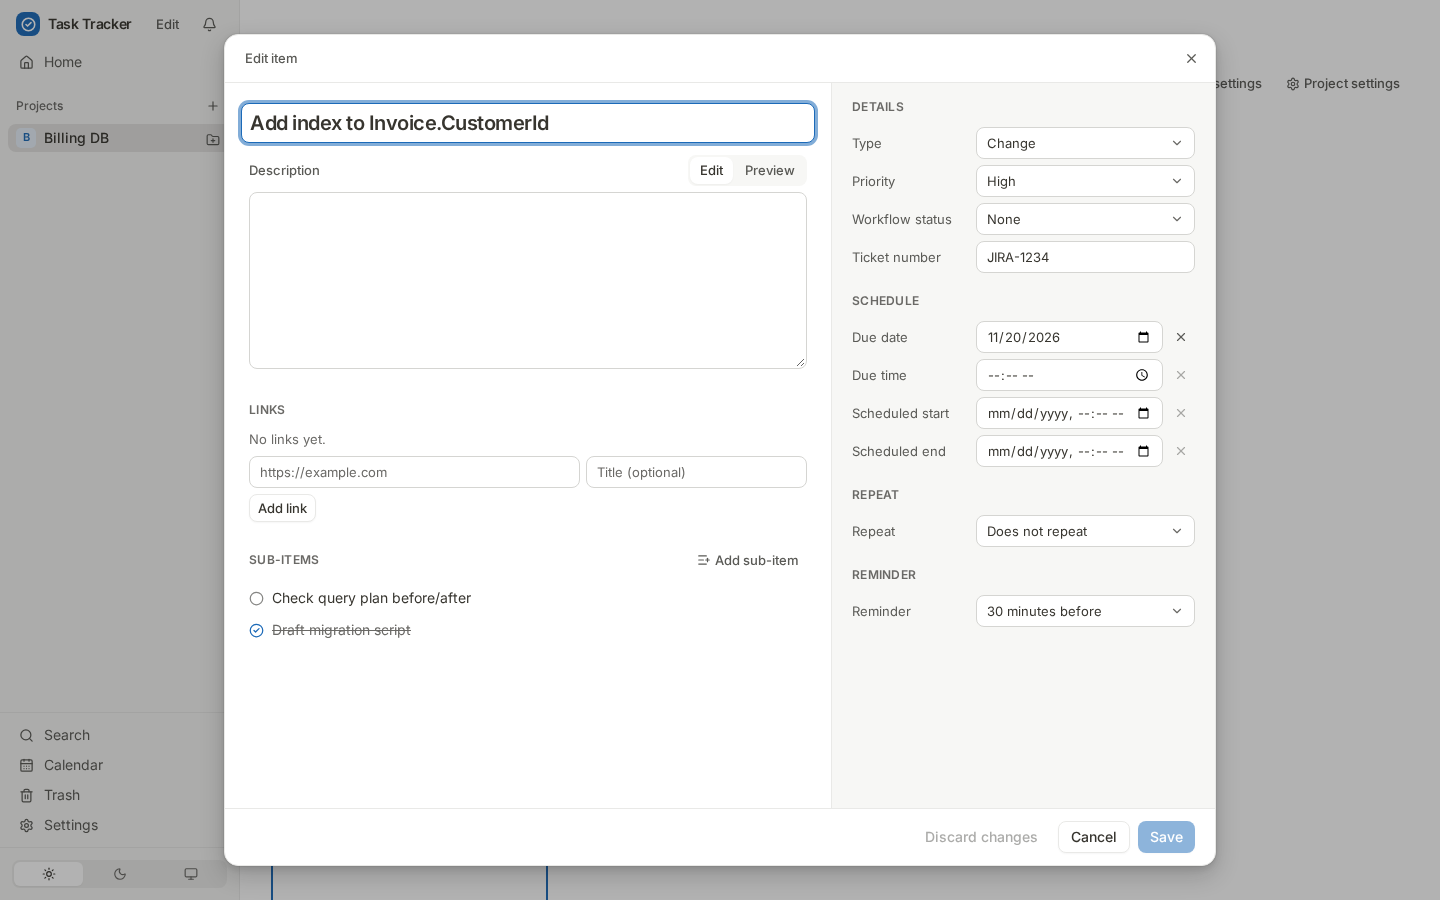 Task Tracker
Edit
Home
Projects
B
Billing DB
Search
Calendar
Trash
Settings
settings
Project settings
Edit item
Add index to Invoice.CustomerId
Description
Edit
Preview
LINKS
No links yet.
https://example.com
Title (optional)
Add link
SUB-ITEMS
Add sub-item
Check query plan before/after
Draft migration script
DETAILS
Type
Change
Priority
High
Workflow status
None
Ticket number
JIRA-1234
SCHEDULE
Due date
11/20/2026
Due time
--:-- --
Scheduled start
mm/dd/yyyy, --:-- --
Scheduled end
mm/dd/yyyy, --:-- --
REPEAT
Repeat
Does not repeat
REMINDER
Reminder
30 minutes before
Discard changes
Cancel
Save